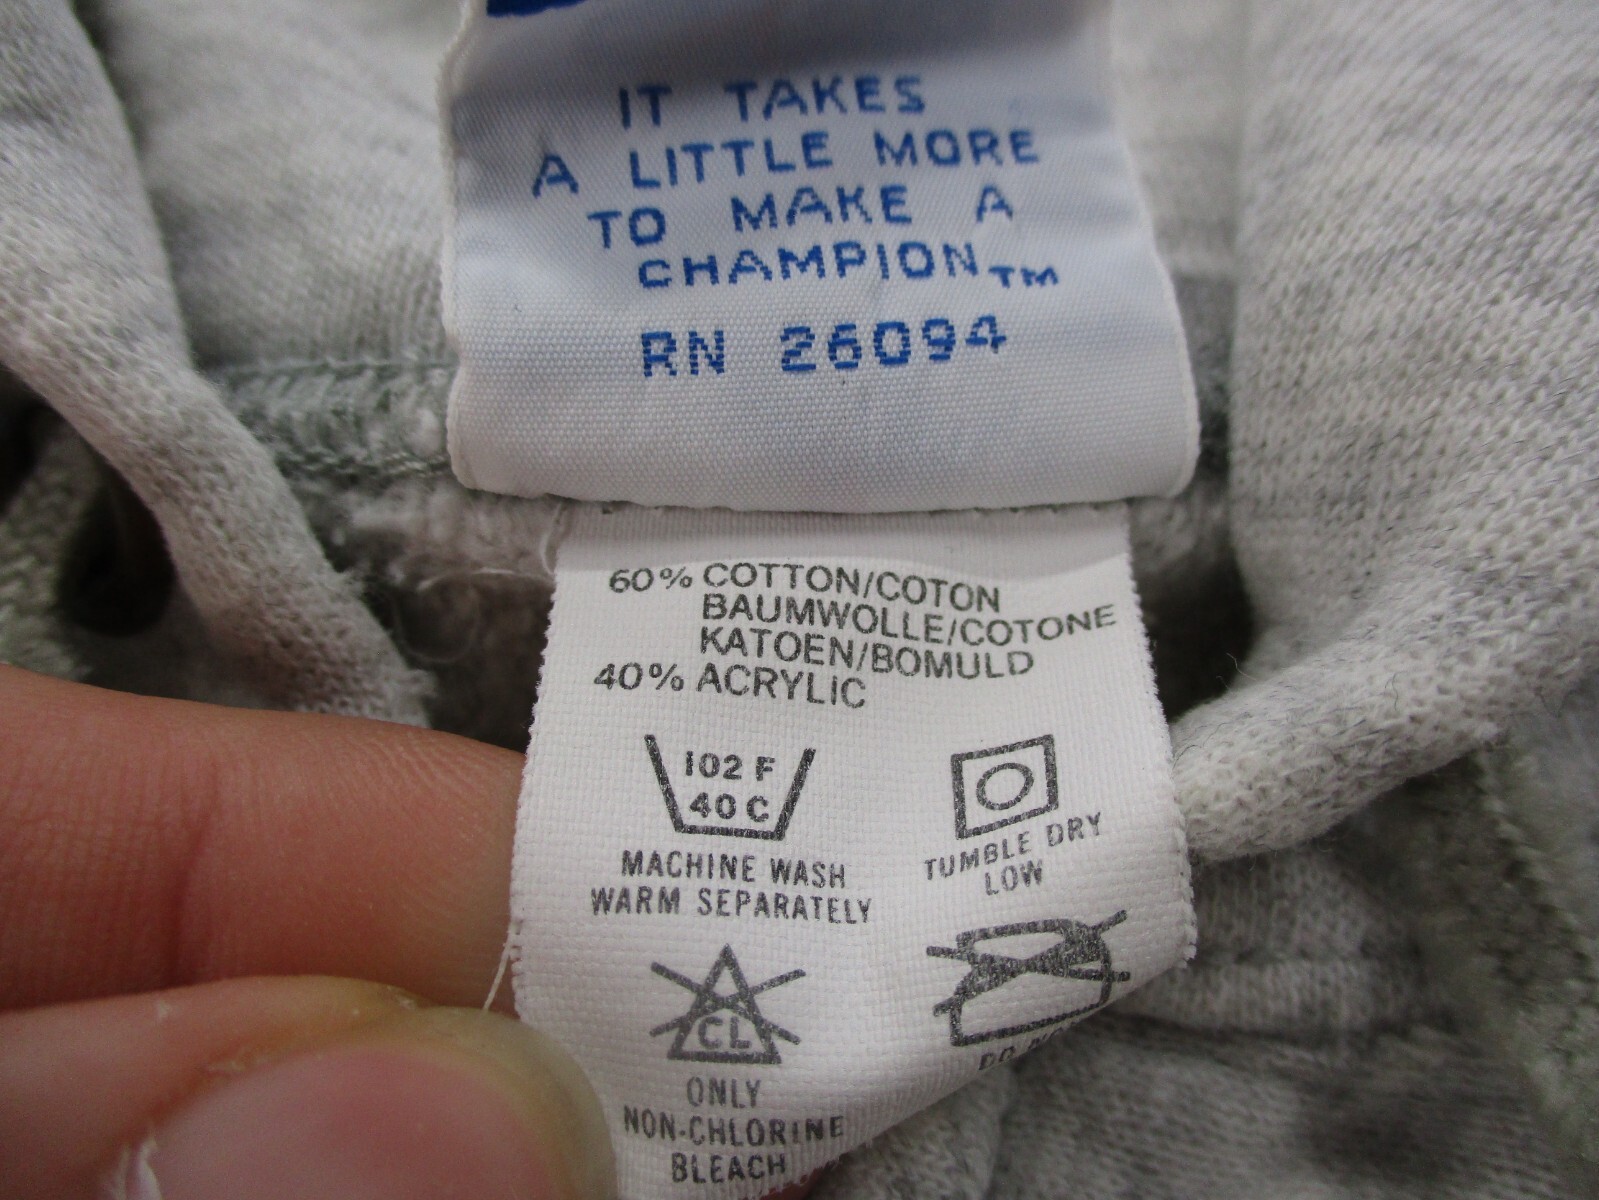 IT TAKES
A LITTLE MORE
TO MAKE A
CHAMPION™
RN 26094
60% COTTON/COTON
BAUMWOLLE/COTONE
KATOEN/BOMULD
40% ACRYLIC
102 F
40 C
MACHINE WASH
WARM SEPARATELY
TUMBLE DRY
LOW
CL
ONLY
NON-CHLORINE
BLEACH
DO